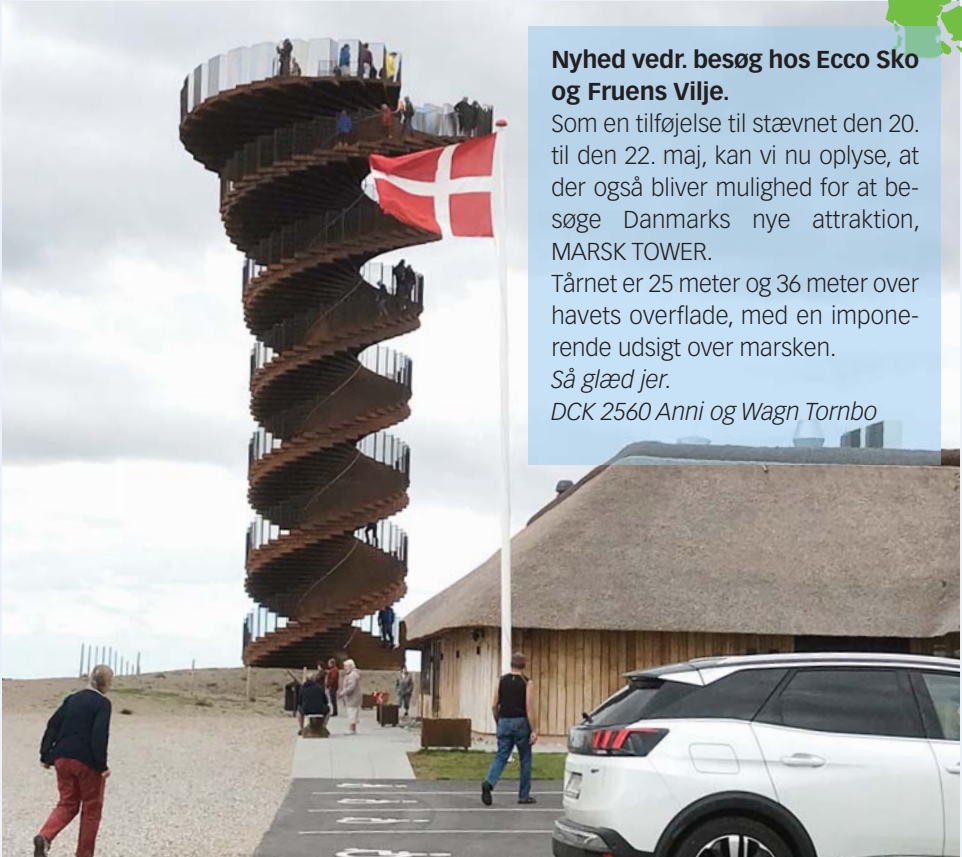 Nyhed vedr. besøg hos Ecco Sko
og Fruens Vilje.
Som en tilføjelse til stævnet den 20.
til den 22. maj, kan vi nu oplyse, at
der også bliver mulighed for at be-
søge Danmarks nye attraktion,
MARSK TOWER.
Tårnet er 25 meter og 36 meter over
havets overflade, med en impone-
rende udsigt over marsken.
Så glæd jer.
DCK 2560 Anni og Wagn Tornbo